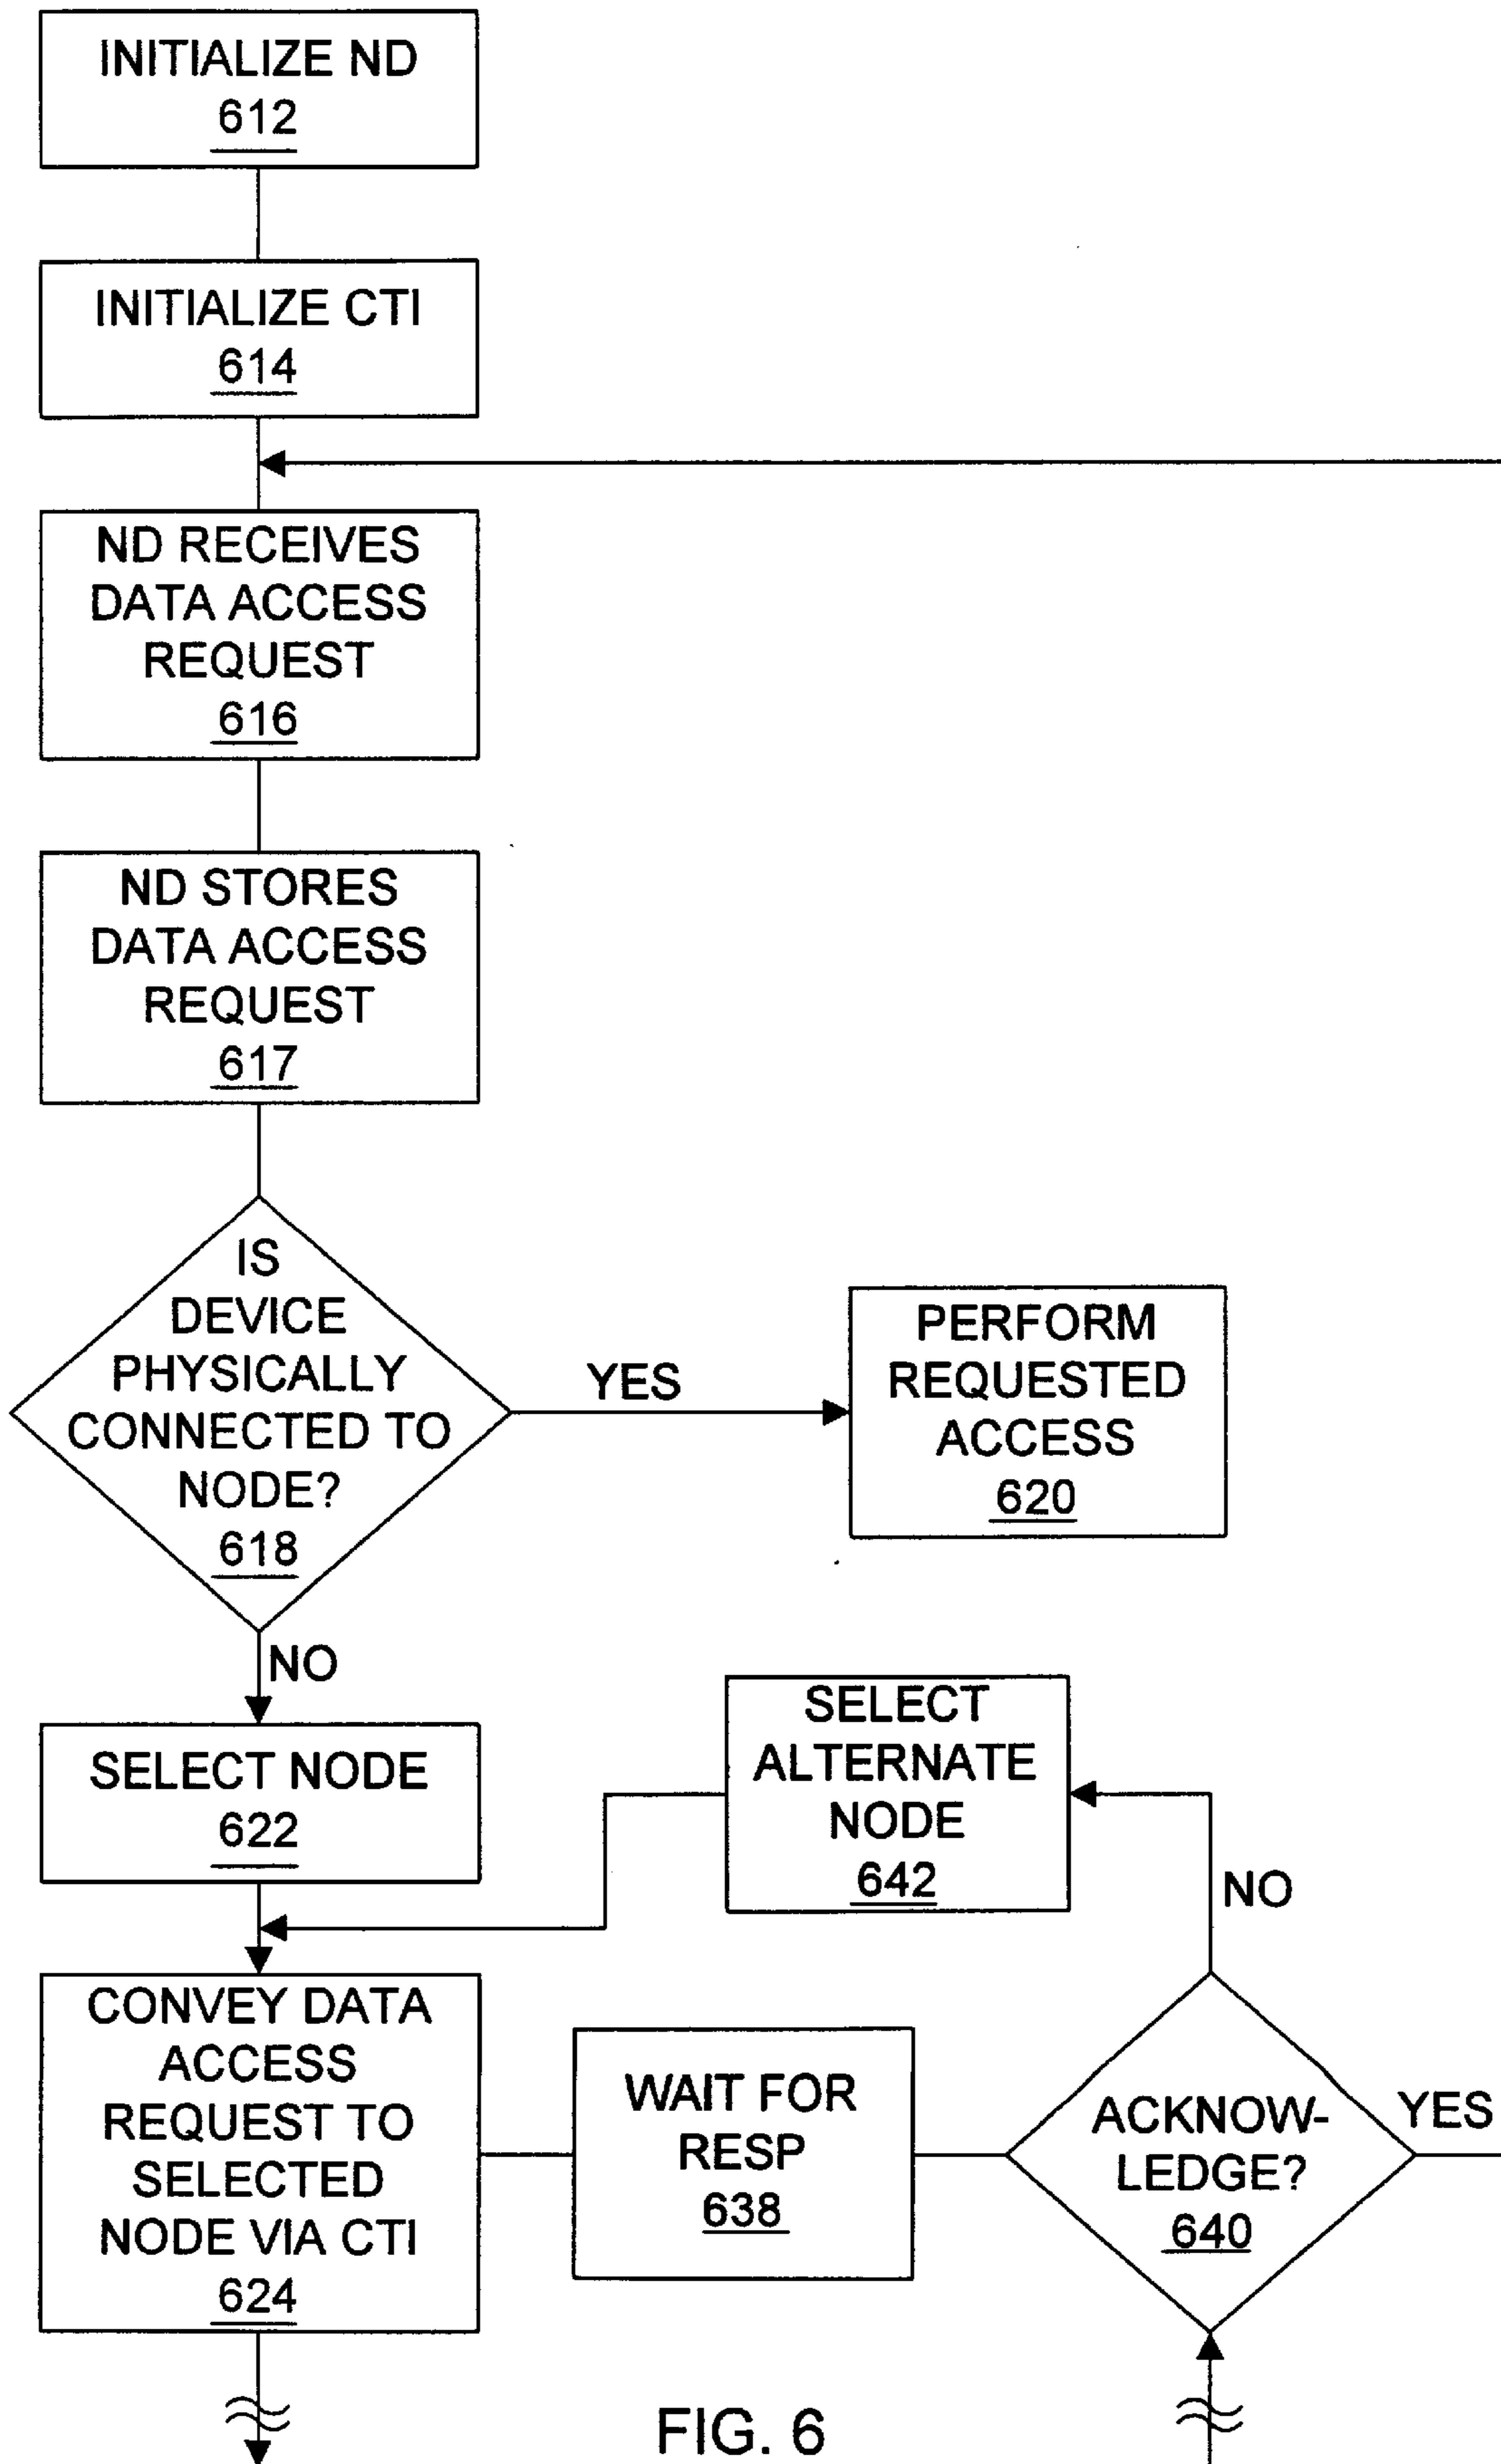 INITIALIZE ND
612
INITIALIZE CTI
614
ND RECEIVES
DATA ACCESS
REQUEST
616
ND STORES
DATA ACCESS
REQUEST
617
IS
DEVICE
PHYSICALLY
CONNECTED TO
NODE?
618
YES
PERFORM
REQUESTED
ACCESS
620
NO
SELECT NODE
622
SELECT
ALTERNATE
NODE
642
NO
CONVEY DATA
ACCESS
REQUEST TO
SELECTED
NODE VIA CTI
624
WAIT FOR
RESP
638
ACKNOW-
LEDGE?
640
YES
FIG. 6